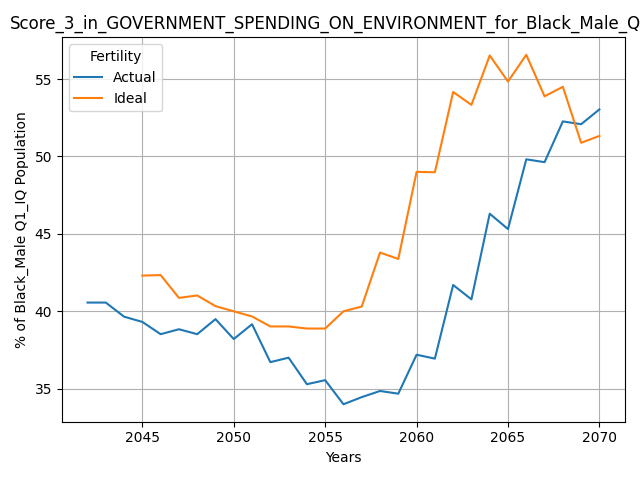 Score_3_in_GOVERNMENT_SPENDING_ON_ENVIRONMENT_for_Black_Male_Q
Fertility
Actual
Ideal
% of Black_Male Q1_IQ Population
55
50
45
40
35
2045 2050 2055 2060 2065 2070
Years